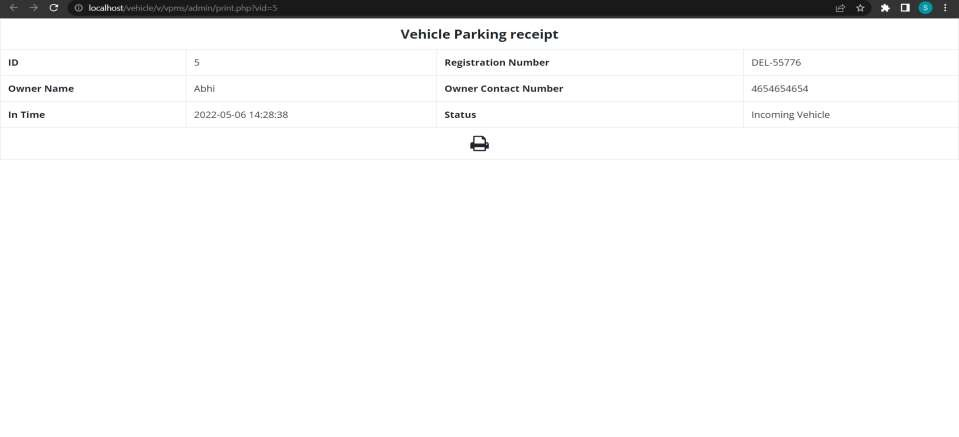 localhost/vehicle/v/vpms/admin/print.php?vid=5
S
Vehicle Parking receipt
ID 5 Registration Number DEL-55776
Owner Name Abhi Owner Contact Number 4654654654
In Time 2022-05-06 14:28:38 Status Incoming Vehicle